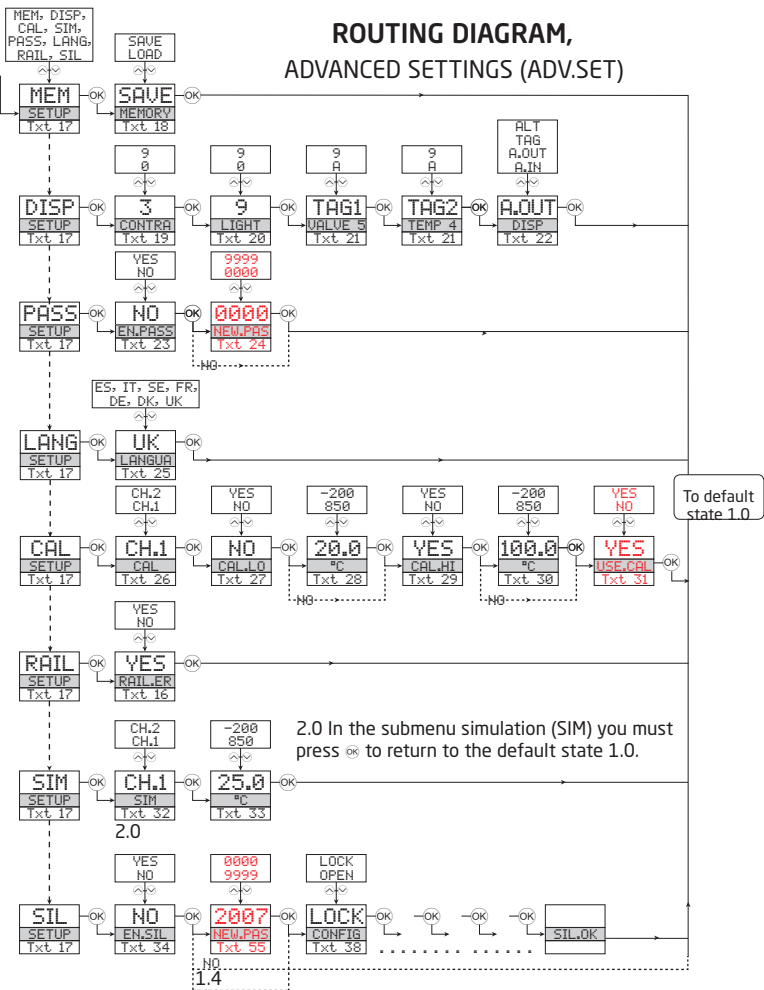 ROUTING DIAGRAM,
ADVANCED SETTINGS (ADV.SET)
MEM, DISP,
CAL, SIM,
PASS, LANG,
RAIL, SIL
SAVE
LOAD
MEM OK SAVE OK
SETUP MEMORY
Txt 17 Txt 18
ALT
TAG
A.OUT
A.IN
9 9 9 9
0 0 A A
DISP OK 3 OK 9 OK TAG1 OK TAG2 OK A.OUT OK
SETUP CONTRA LIGHT VALVE 5 TEMP 4 DISP
Txt 17 Txt 19 Txt 20 Txt 21 Txt 21 Txt 22
YES 9999
NO 0000
PASS OK NO OK 0000 OK
SETUP EN.PASS NEW.PAS
Txt 17 Txt 23 Txt 24
NO
ES, IT, SE, FR,
DE, DK, UK
LANG OK UK OK
SETUP LANGUA
Txt 17 Txt 25
CH.2 YES -200 YES -200 YES
CH.1 NO 850 NO 850 NO
To default
state 1.0
CAL OK CH.1 OK NO OK 20.0 OK YES OK 100.0 OK YES OK
SETUP CAL CAL.LO °C CAL.HI °C USE.CAL
Txt 17 Txt 26 Txt 27 Txt 28 Txt 29 Txt 30 Txt 31
NO NO
YES
NO
RAIL OK YES OK
SETUP RAIL.ER
Txt 17 Txt 16
CH.2 -200
CH.1 850
2.0 In the submenu simulation (SIM) you must
press OK to return to the default state 1.0.
SIM OK CH.1 OK 25.0 OK
SETUP SIM °C
Txt 17 Txt 32 Txt 33
2.0
YES 0000 LOCK
NO 9999 OPEN
SIL OK NO OK 2007 OK LOCK OK OK OK OK
SETUP EN.SIL NEW.PAS CONFIG SIL.OK
Txt 17 Txt 34 Txt 55 Txt 38 . . . . . . . . . . . . . .
NO
1.4